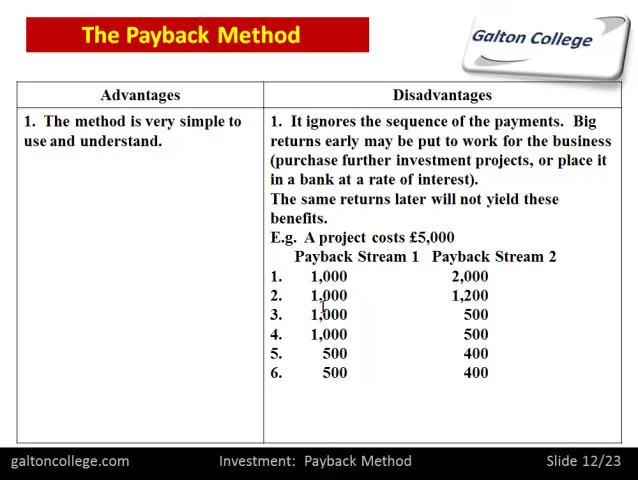 The Payback Method
Galton College
Advantages
Disadvantages
1. The method is very simple to
use and understand.
1. It ignores the sequence of the payments. Big
returns early may be put to work for the business
(purchase further investment projects, or place it
in a bank at a rate of interest).
The same returns later will not yield these
benefits.
E.g. A project costs £5,000
Payback Stream 1 Payback Stream 2
1. 1,000 2,000
2. 1,000 1,200
3. 1,000 500
4. 1,000 500
5. 500 400
6. 500 400
galtoncollege.com Investment: Payback Method Slide 12/23